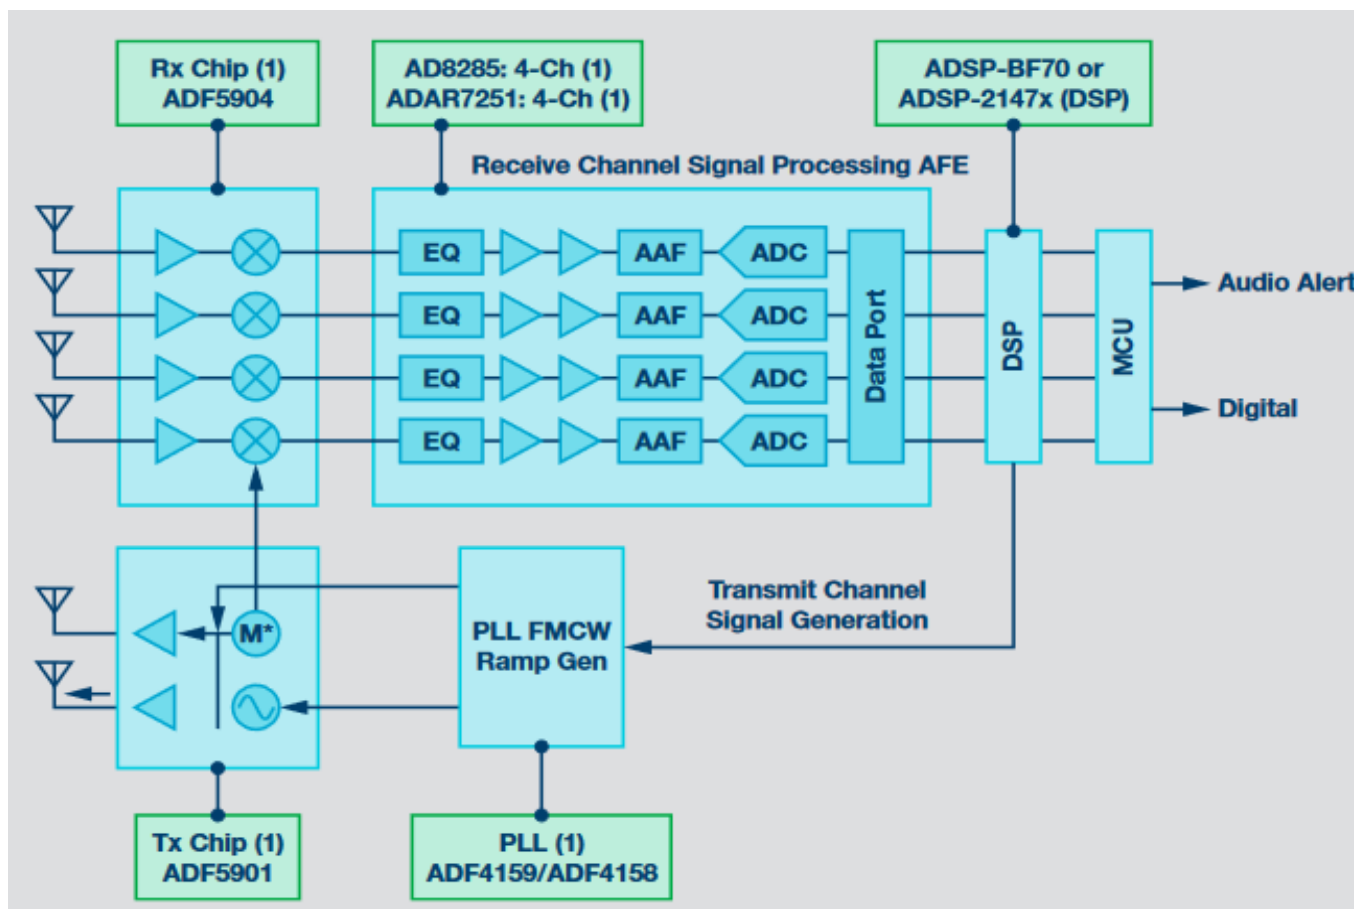 Rx Chip (1)
ADF5904
AD8285: 4-Ch (1)
ADAR7251: 4-Ch (1)
ADSP-BF70 or
ADSP-2147x (DSP)
Receive Channel Signal Processing AFE
EQ
AAF
ADC
EQ
AAF
ADC
EQ
AAF
ADC
EQ
AAF
ADC
Data Port
DSP
MCU
Audio Alert
Digital
M*
PLL FMCW
Ramp Gen
Transmit Channel
Signal Generation
Tx Chip (1)
ADF5901
PLL (1)
ADF4159/ADF4158